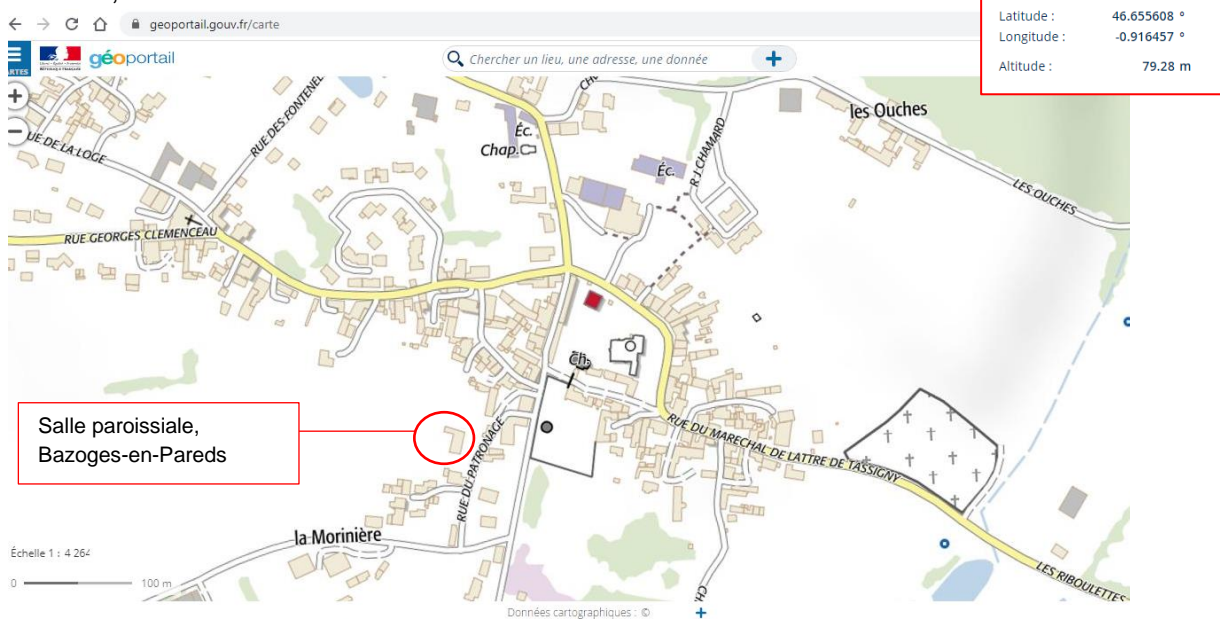 geoportail.gouv.fr/carte
Latitude : 46.655608 °
Longitude : -0.916457 °
Altitude : 79.28 m
CARTES
géoportail
Chercher un lieu, une adresse, une donnée
+
+
les Ouches
Éc.
Chap.
RUE DES FONTENEL
UE DE LA LOGE
R J CHAMARD
Éc.
LES OUCHES
RUE GEORGES CLEMENCEAU
Ch.
Salle paroissiale,
Bazoges-en-Pareds
RUE DU PATRONAGE
RUE DU MARECHAL DE LATTRE DE TASSIGNY
la Morinière
Échelle 1 : 4 264
0 100 m
LES RIBOULETTES
CH
Données cartographiques : ©
+